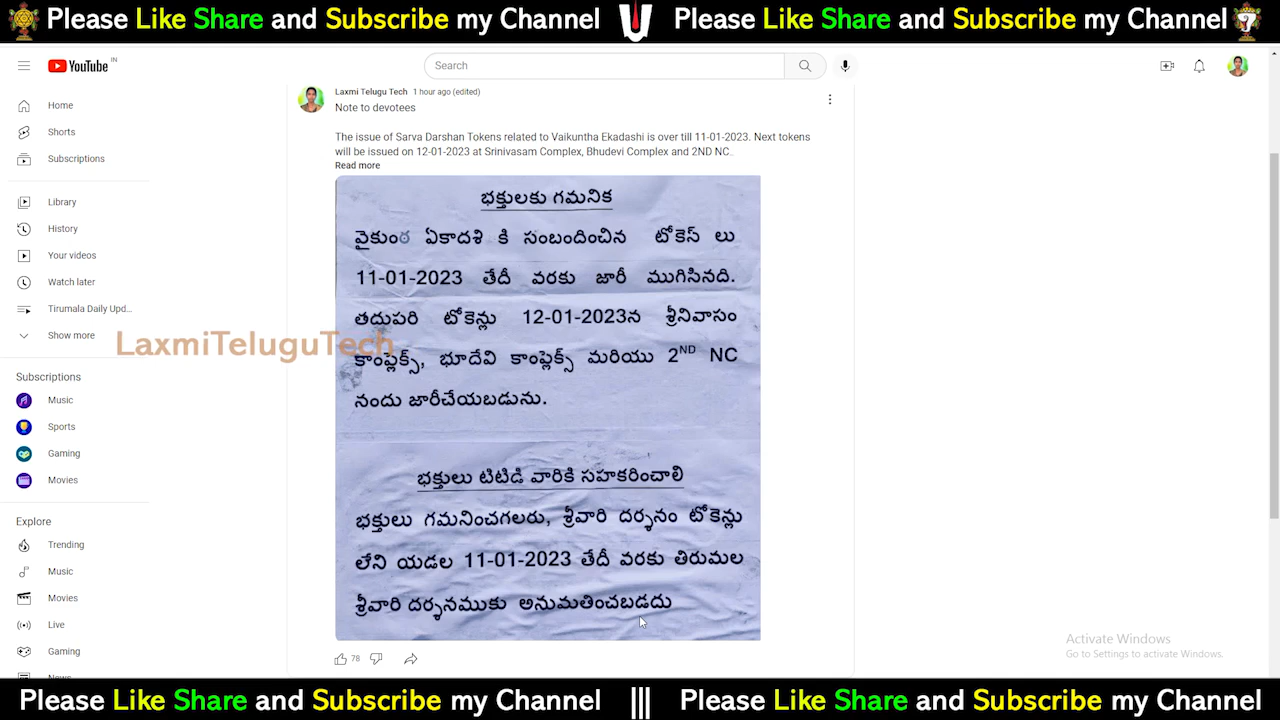 Please Like Share and Subscribe my Channel
Please Like Share and Subscribe my Channel
YouTube IN
Search
Home
Shorts
Subscriptions
Library
History
Your videos
Watch later
Tirumala Daily Upd...
Show more
Subscriptions
Music
Sports
Gaming
Movies
Explore
Trending
Music
Movies
Live
Gaming
News
Laxmi Telugu Tech 1 hour ago (edited)
Note to devotees
The issue of Sarva Darshan Tokens related to Vaikuntha Ekadashi is over till 11-01-2023. Next tokens
will be issued on 12-01-2023 at Srinivasam Complex, Bhudevi Complex and 2ND NC.
Read more
భక్తులకు గమనిక
వైకుంఠ ఏకాదశి కి సంబందించిన టోకెస్ లు
11-01-2023 తేదీ వరకు జారీ ముగిసినది.
తదుపరి టోకెన్లు 12-01-2023న శ్రీనివాసం
కాంప్లెక్స్, భూదేవి కాంప్లెక్స్ మరియు 2ND NC
నందు జారీచేయబడును.
భక్తులు టిటిడి వారికి సహకరించాలి
భక్తులు గమనించగలరు, శ్రీవారి దర్శనం టోకెన్లు
లేని యడల 11-01-2023 తేదీ వరకు తిరుమల
శ్రీవారి దర్శనముకు అనుమతించబడదు
LaxmiTeluguTech
78
Activate Windows
Go to Settings to activate Windows.
Please Like Share and Subscribe my Channel
|||
Please Like Share and Subscribe my Channel